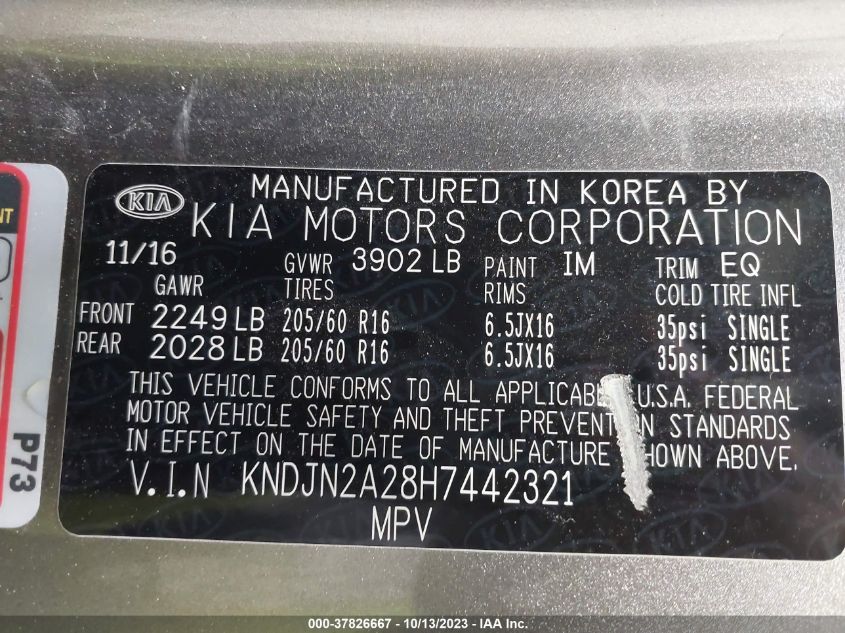 MANUFACTURED IN KOREA BY
KIA KIA MOTORS CORPORATION
11/16 GVWR 3902 LB PAINT IM TRIM EQ
GAWR TIRES RIMS COLD TIRE INFL
FRONT 2249 LB 205/60 R16 6.5JX16 35psi SINGLE
REAR 2028 LB 205/60 R16 6.5JX16 35psi SINGLE
THIS VEHICLE CONFORMS TO ALL APPLICABLE U.S.A. FEDERAL
MOTOR VEHICLE SAFETY AND THEFT PREVENTION STANDARDS
IN EFFECT ON THE DATE OF MANUFACTURE SHOWN ABOVE.
V.I.N KNDJN2A28H7442321
MPV
P73
000-37826667 - 10/13/2023 - IAA Inc.